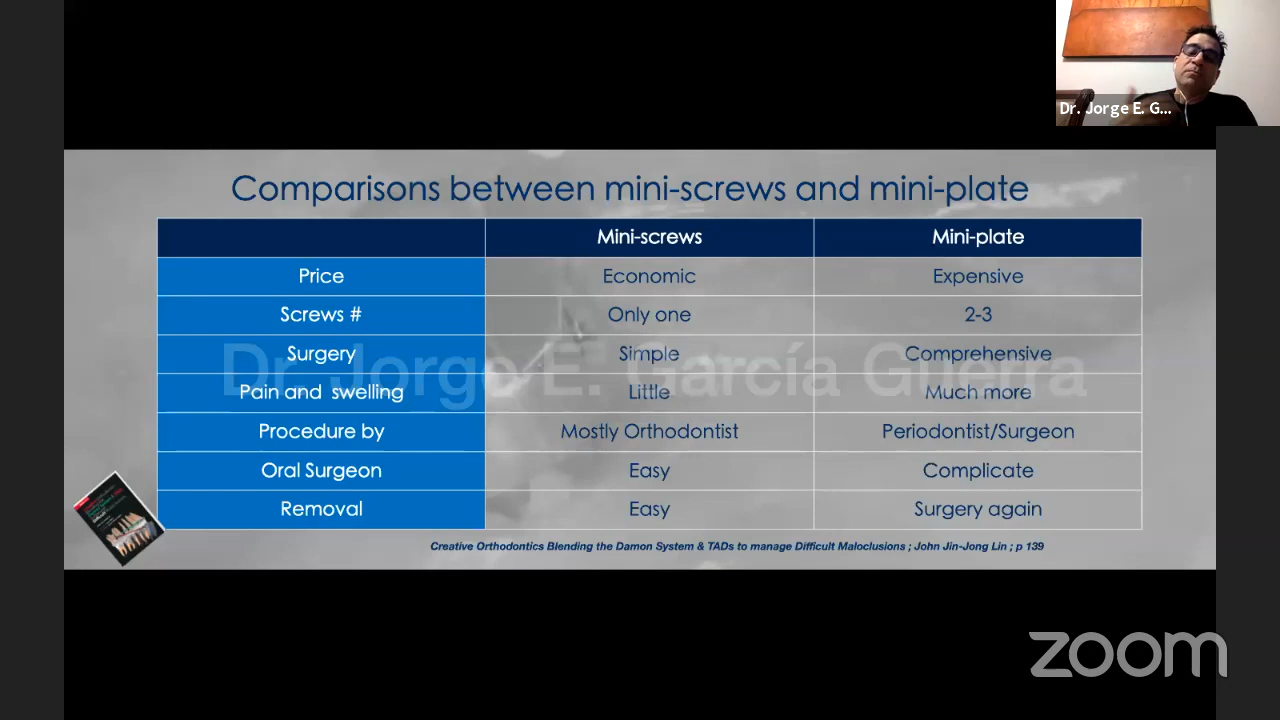 Dr. Jorge E. G...
Comparisons between mini-screws and mini-plate
Mini-screws Mini-plate
Price Economic Expensive
Screws # Only one 2-3
Surgery Simple Comprehensive
Dr. Jorge E. García Guerra
Pain and swelling Little Much more
Procedure by Mostly Orthodontist Periodontist/Surgeon
Oral Surgeon Easy Complicate
Removal Easy Surgery again
Creative Orthodontics Blending the Damon System & TADs to manage Difficult Maloclusions ; John Jin-Jong Lin ; p 139
zoom